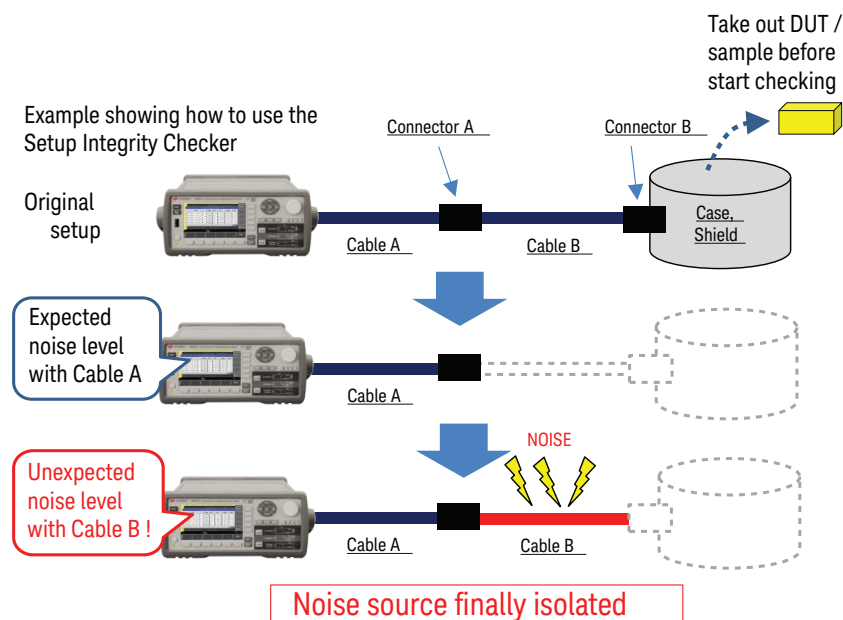 Take out DUT /
sample before
start checking
Example showing how to use the
Setup Integrity Checker
Connector A
Connector B
Original
setup
Case,
Shield
Cable A
Cable B
Expected
noise level
with Cable A
Cable A
NOISE
Unexpected
noise level
with Cable B !
Cable A
Cable B
Noise source finally isolated